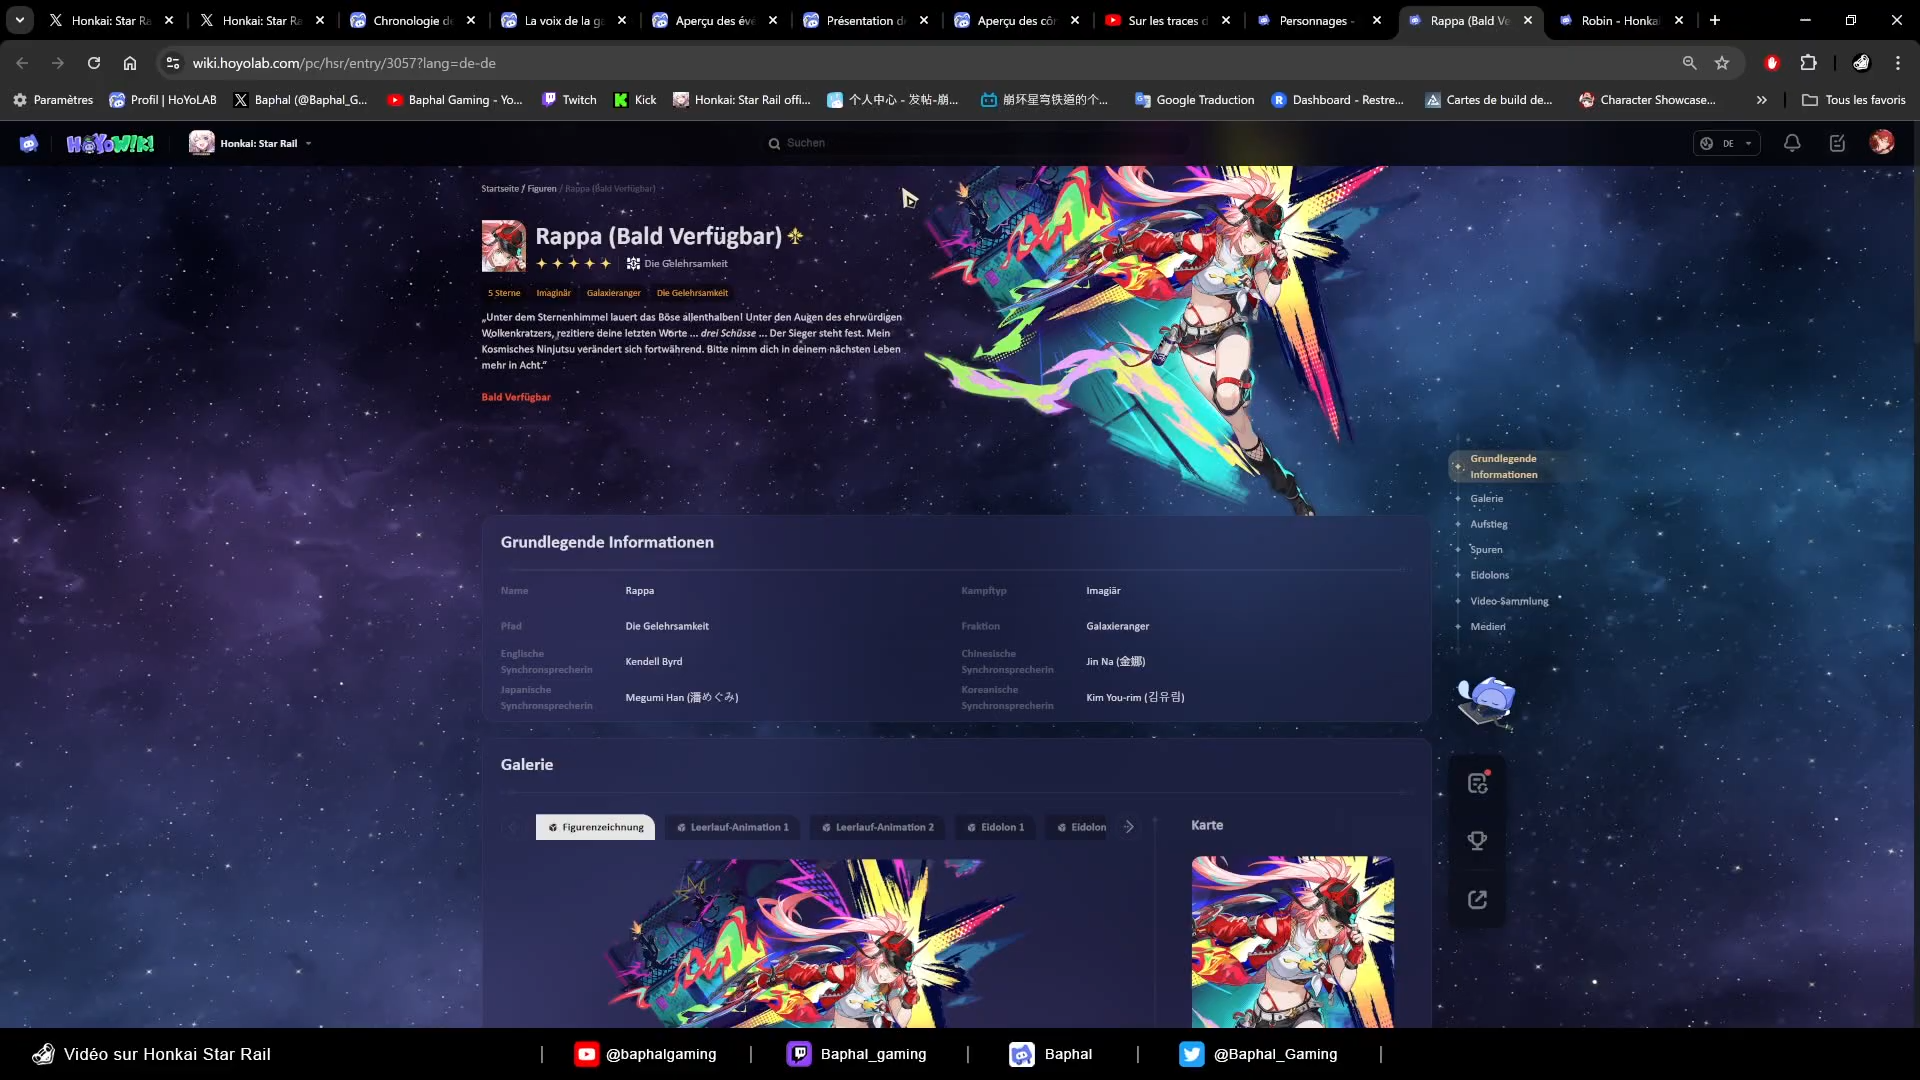 Honkai: Star Ra
Honkai: Star Ra
Chronologie de
La voix de la ga
Aperçu des évé
Présentation de
Aperçu des côn
Sur les traces d
Personnages -
Rappa (Bald Ve
Robin - Honkai
wiki.hoyolab.com/pc/hsr/entry/3057?lang=de-de
Paramètres
Profil | HoYoLAB
Baphal (@Baphal_G...
Baphal Gaming - Yo...
Twitch
Kick
Honkai: Star Rail offi...
个人中心 - 发帖-崩...
崩坏星穹铁道的个...
Google Traduction
Dashboard - Restre...
Cartes de build de...
Character Showcase...
Tous les favoris
HoYoWiKi
Honkai: Star Rail
Suchen
DE
Startseite / Figuren / Rappa (Bald Verfügbar)
Rappa (Bald Verfügbar)
Die Gelehrsamkeit
5 Sterne Imaginär Galaxieranger Die Gelehrsamkeit
„Unter dem Sternenhimmel lauert das Böse allenthalben! Unter den Augen des ehrwürdigen
Wolkenkratzers, rezitiere deine letzten Worte ... drei Schüsse ... Der Sieger steht fest. Mein
Kosmisches Ninjutsu verändert sich fortwährend. Bitte nimm dich in deinem nächsten Leben
mehr in Acht.“
Bald Verfügbar
Grundlegende
Informationen
Galerie
Aufstieg
Spuren
Eidolons
Video-Sammlung
Medien
Grundlegende Informationen
Name Rappa Kampftyp Imagiär
Pfad Die Gelehrsamkeit Fraktion Galaxieranger
Englische
Synchronsprecherin
Kendell Byrd
Chinesische
Synchronsprecherin
Jin Na (金娜)
Japanische
Synchronsprecherin
Megumi Han (潘めぐみ)
Koreanische
Synchronsprecherin
Kim You-rim (김유림)
Galerie
Figurenzeichnung
Leerlauf-Animation 1
Leerlauf-Animation 2
Eidolon 1
Eidolon
Karte
Vidéo sur Honkai Star Rail
| @baphalgaming | Baphal_gaming | Baphal | @Baphal_Gaming |